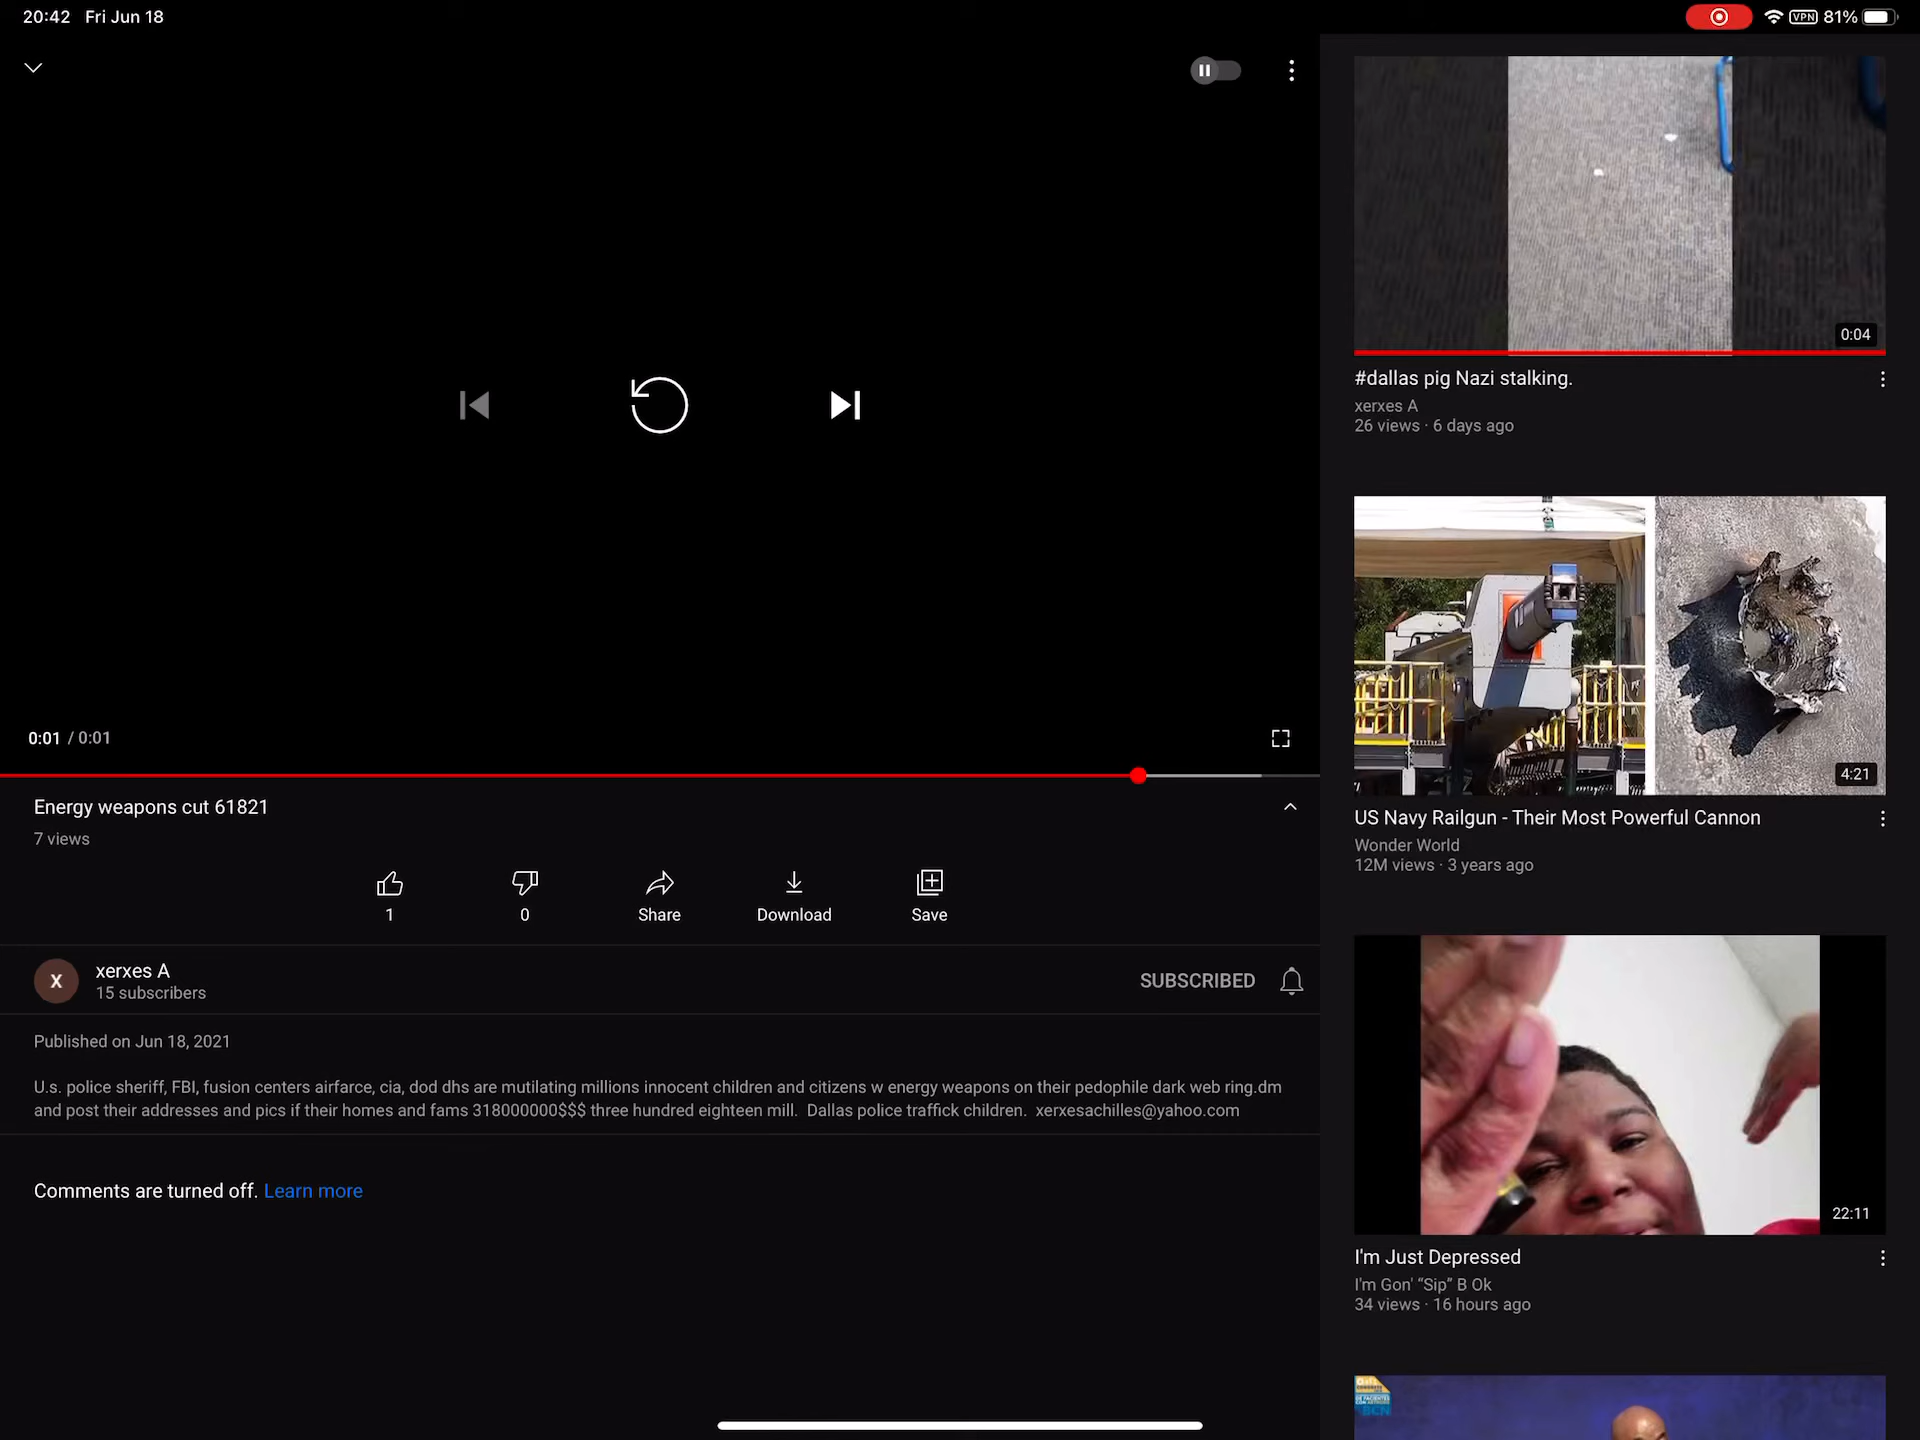 20:42 Fri Jun 18
VPN 81%
0:01 / 0:01
Energy weapons cut 61821
7 views
1
0
Share
Download
Save
X
xerxes A
15 subscribers
SUBSCRIBED
Published on Jun 18, 2021
U.s. police sheriff, FBI, fusion centers airfarce, cia, dod dhs are mutilating millions innocent children and citizens w energy weapons on their pedophile dark web ring.dm
and post their addresses and pics if their homes and fams 318000000$$$ three hundred eighteen mill. Dallas police traffick children. xerxesachilles@yahoo.com
Comments are turned off. Learn more
0:04
#dallas pig Nazi stalking.
xerxes A
26 views · 6 days ago
4:21
US Navy Railgun - Their Most Powerful Cannon
Wonder World
12M views · 3 years ago
22:11
I'm Just Depressed
I'm Gon' “Sip” B Ok
34 views · 16 hours ago
BCN